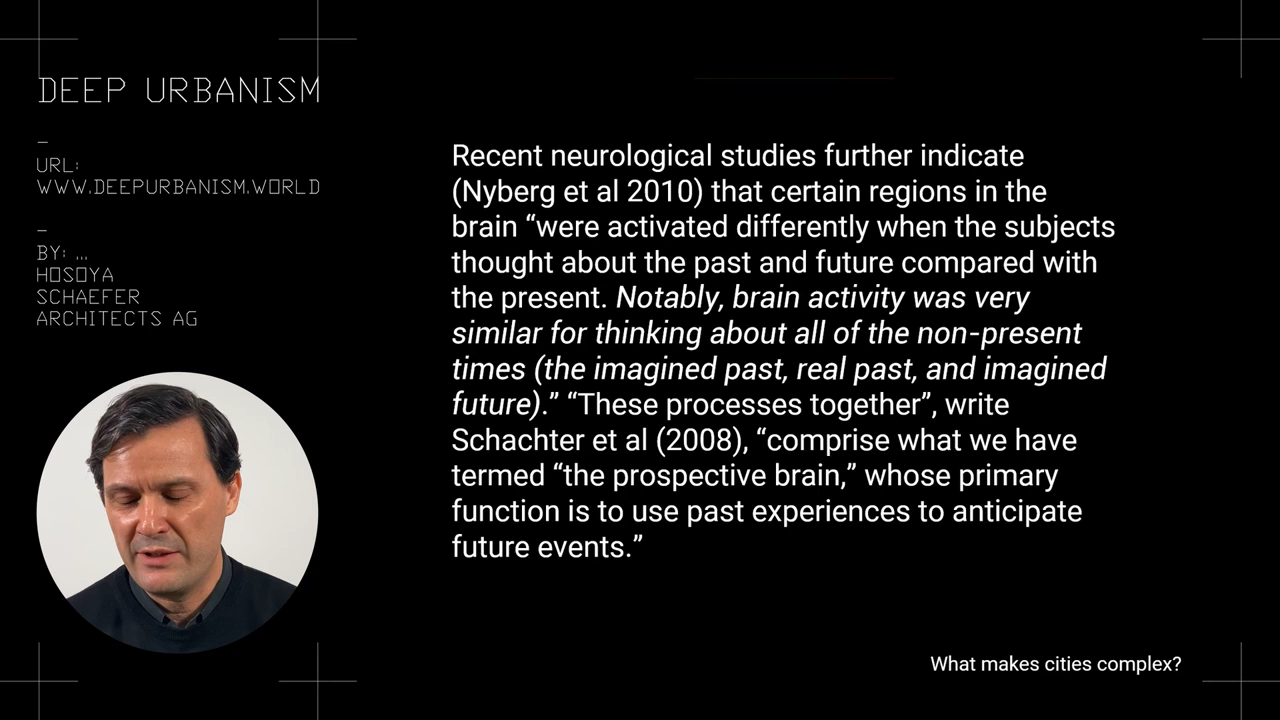 DEEP URBANISM
–
URL:
WWW.DEEPURBANISM.WORLD
–
BY: ...
HOSOYA
SCHAEFER
ARCHITECTS AG
Recent neurological studies further indicate
(Nyberg et al 2010) that certain regions in the
brain “were activated differently when the subjects
thought about the past and future compared with
the present. Notably, brain activity was very
similar for thinking about all of the non-present
times (the imagined past, real past, and imagined
future).” “These processes together”, write
Schachter et al (2008), “comprise what we have
termed “the prospective brain,” whose primary
function is to use past experiences to anticipate
future events.”
What makes cities complex?